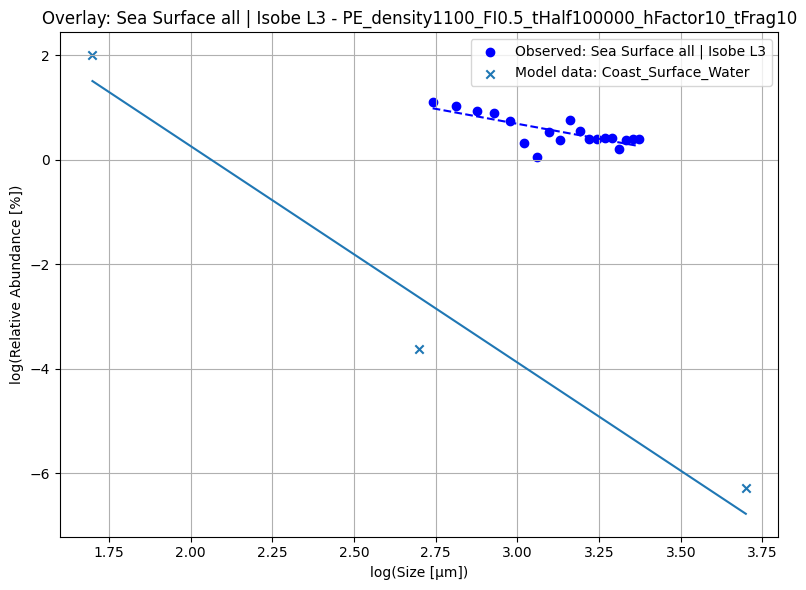 Overlay: Sea Surface all | Isobe L3 - PE_density1100_FI0.5_tHalf100000_hFactor10_tFrag10
Observed: Sea Surface all | Isobe L3
Model data: Coast_Surface_Water
log(Relative Abundance [%])
2
0
−2
−4
−6
1.75 2.00 2.25 2.50 2.75 3.00 3.25 3.50 3.75
log(Size [µm])